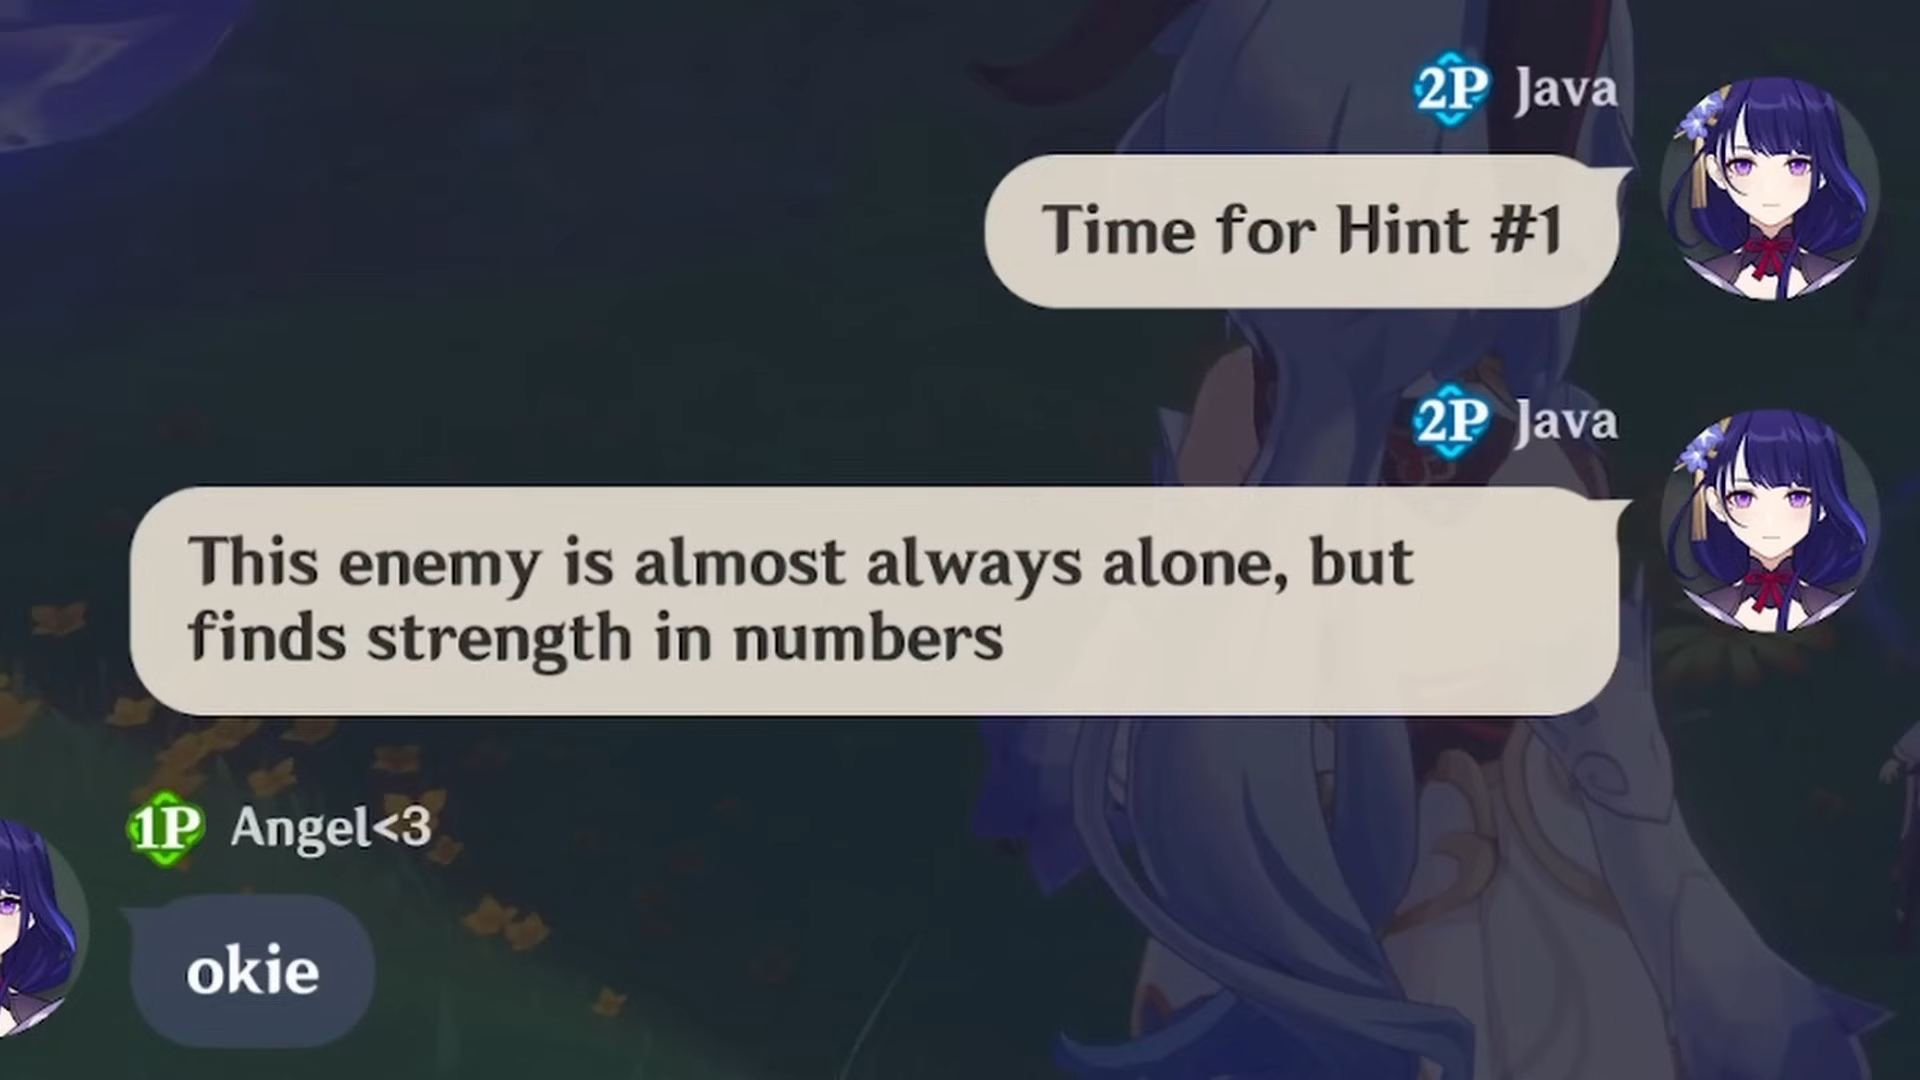 2P Java
Time for Hint #1
2P Java
This enemy is almost always alone, but
finds strength in numbers
1P Angel<3
okie